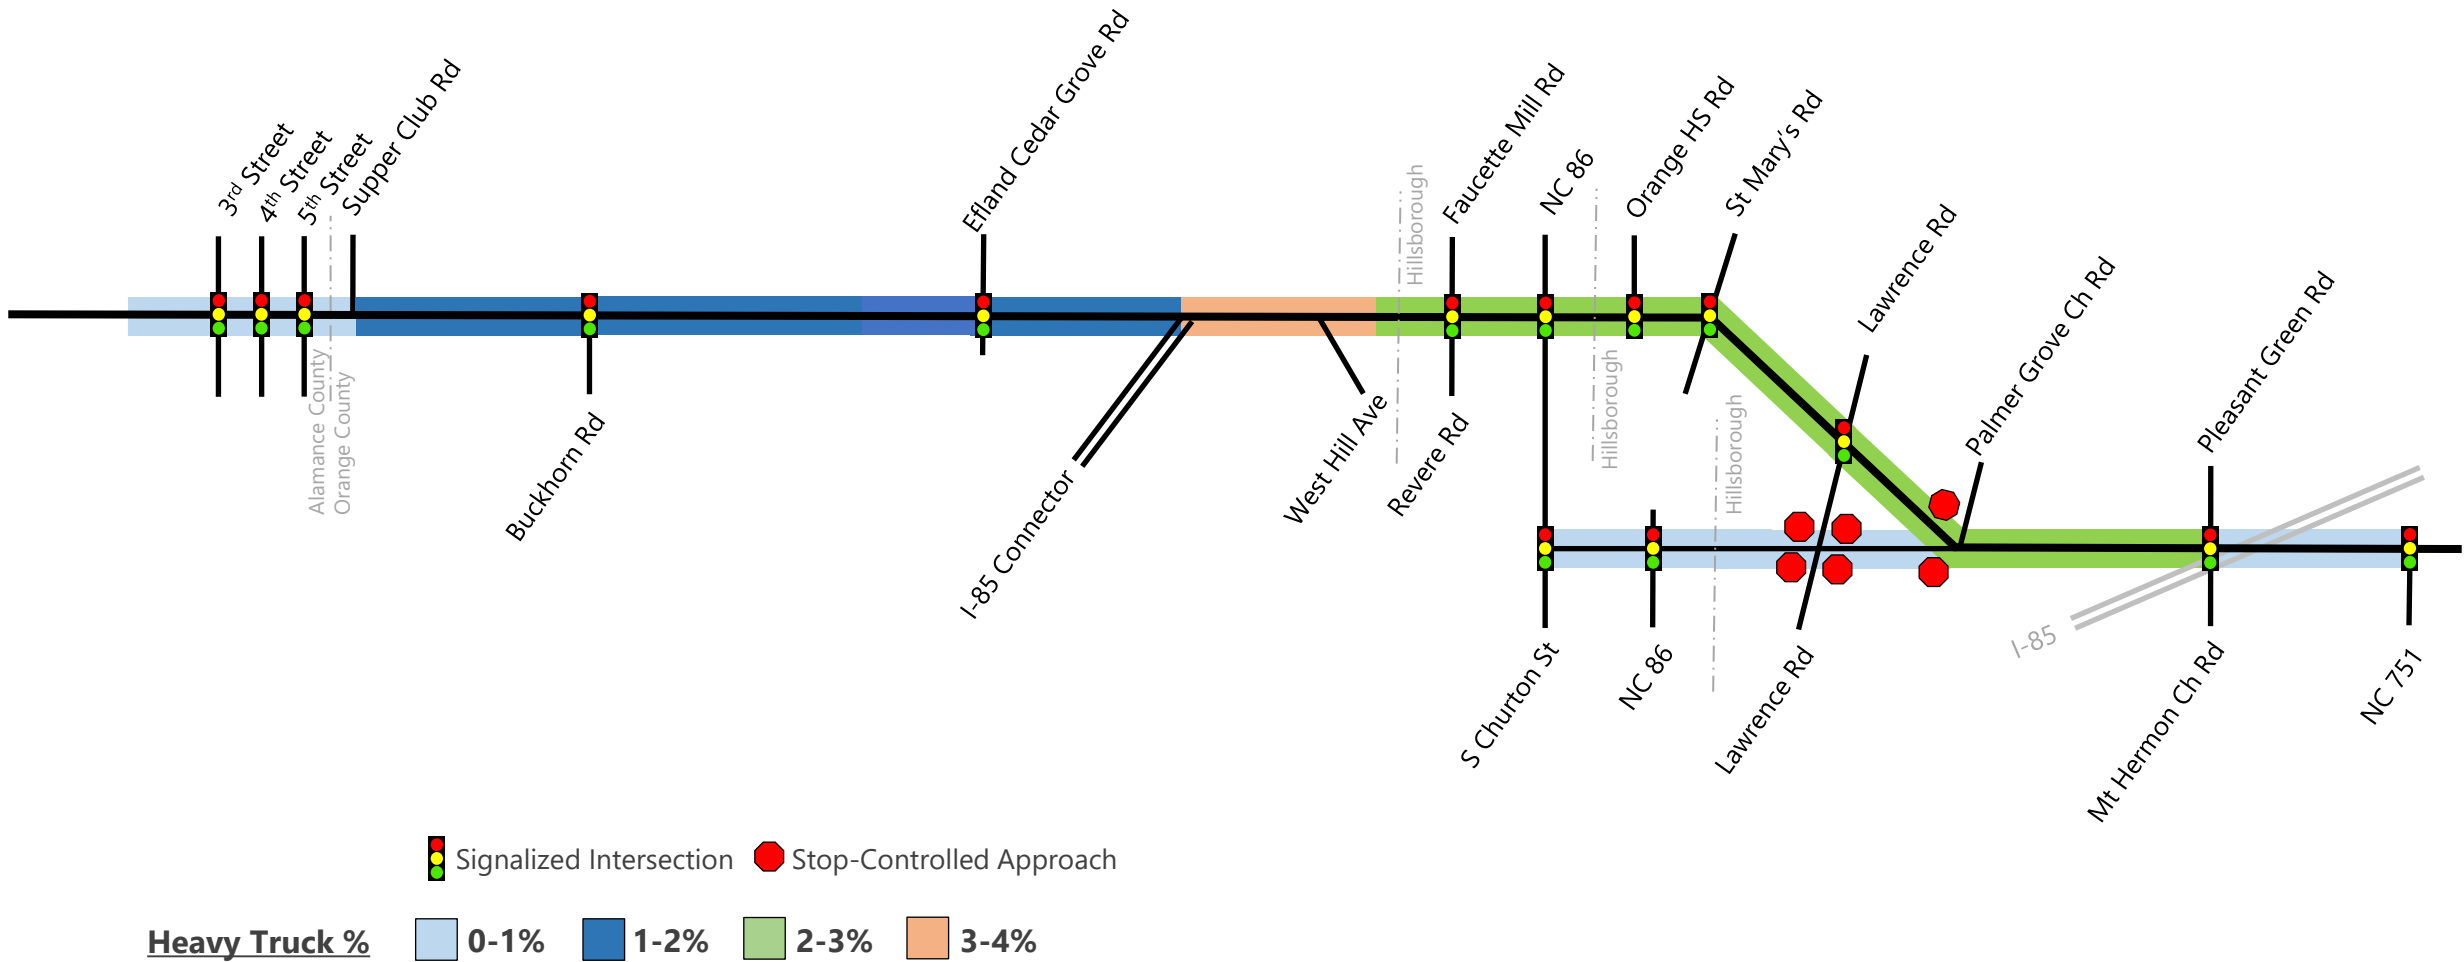 3rd Street
4th Street
5th Street
Supper Club Rd
Efland Cedar Grove Rd
Faucette Mill Rd
NC 86
Orange HS Rd
St Mary's Rd
Lawrence Rd
Palmer Grove Ch Rd
Pleasant Green Rd
Hillsborough
Hillsborough
Hillsborough
Alamance County
Orange County
Buckhorn Rd
I-85 Connector
West Hill Ave
Revere Rd
S Churton St
NC 86
Lawrence Rd
I-85
Mt Hermon Ch Rd
NC 751
Signalized Intersection
Stop-Controlled Approach
Heavy Truck %
0-1%
1-2%
2-3%
3-4%